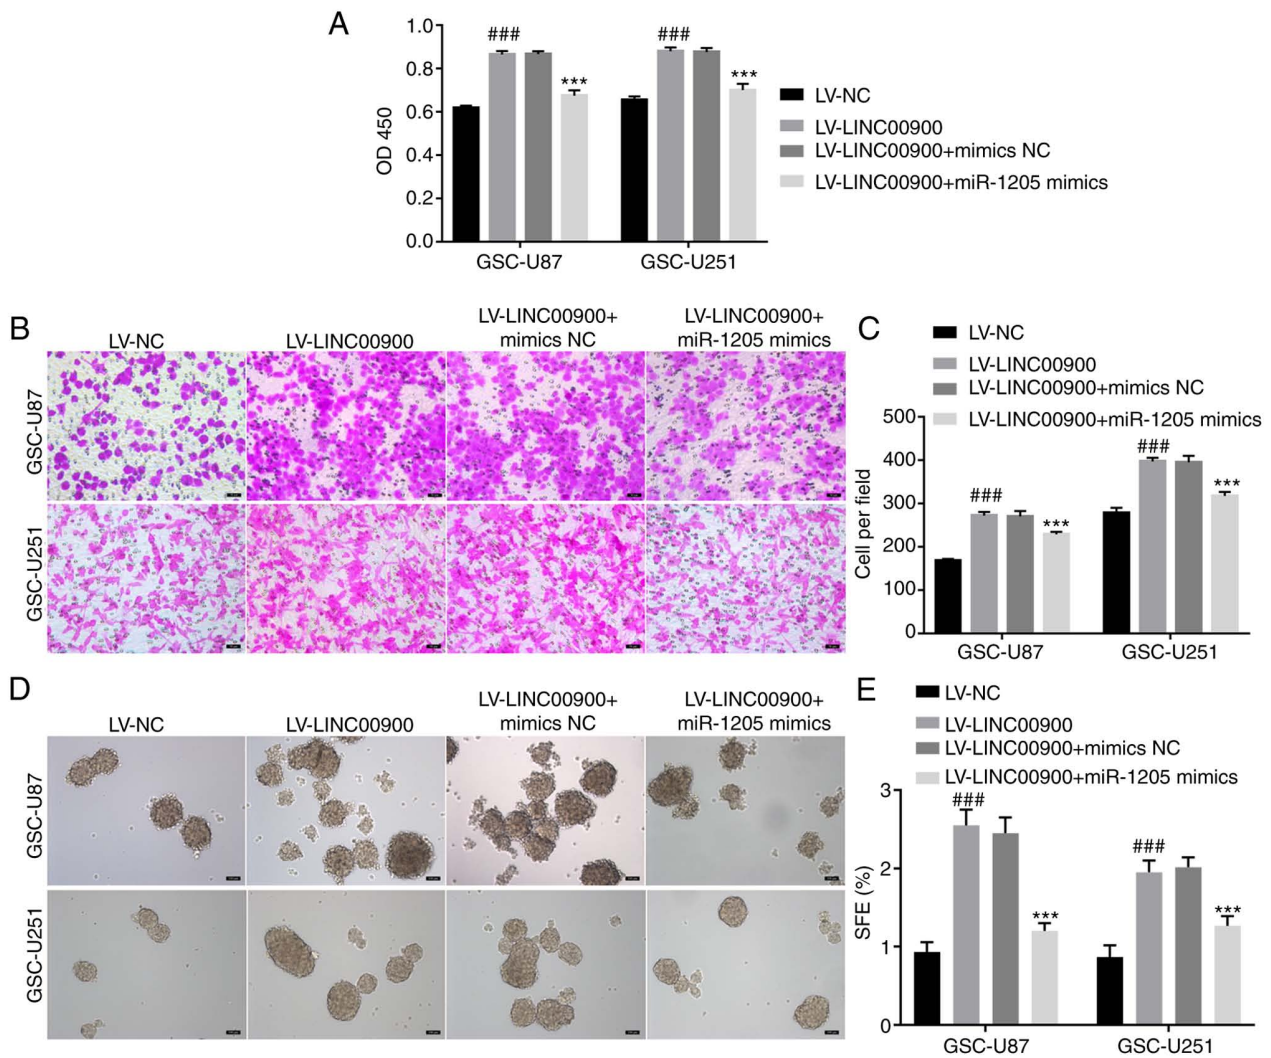 A
1.0
0.8
0.6
0.4
0.2
0.0
OD 450
###
***
###
***
GSC-U87
GSC-U251
LV-NC
LV-LINC00900
LV-LINC00900+mimics NC
LV-LINC00900+miR-1205 mimics
B
LV-NC
LV-LINC00900
LV-LINC00900+
mimics NC
LV-LINC00900+
miR-1205 mimics
GSC-U87
GSC-U251
C
LV-NC
LV-LINC00900
LV-LINC00900+mimics NC
LV-LINC00900+miR-1205 mimics
500
400
300
200
100
0
Cell per field
###
***
###
***
GSC-U87
GSC-U251
D
LV-NC
LV-LINC00900
LV-LINC00900+
mimics NC
LV-LINC00900+
miR-1205 mimics
GSC-U87
GSC-U251
E
LV-NC
LV-LINC00900
LV-LINC00900+mimics NC
LV-LINC00900+miR-1205 mimics
3
2
1
0
SFE (%)
###
***
###
***
GSC-U87
GSC-U251